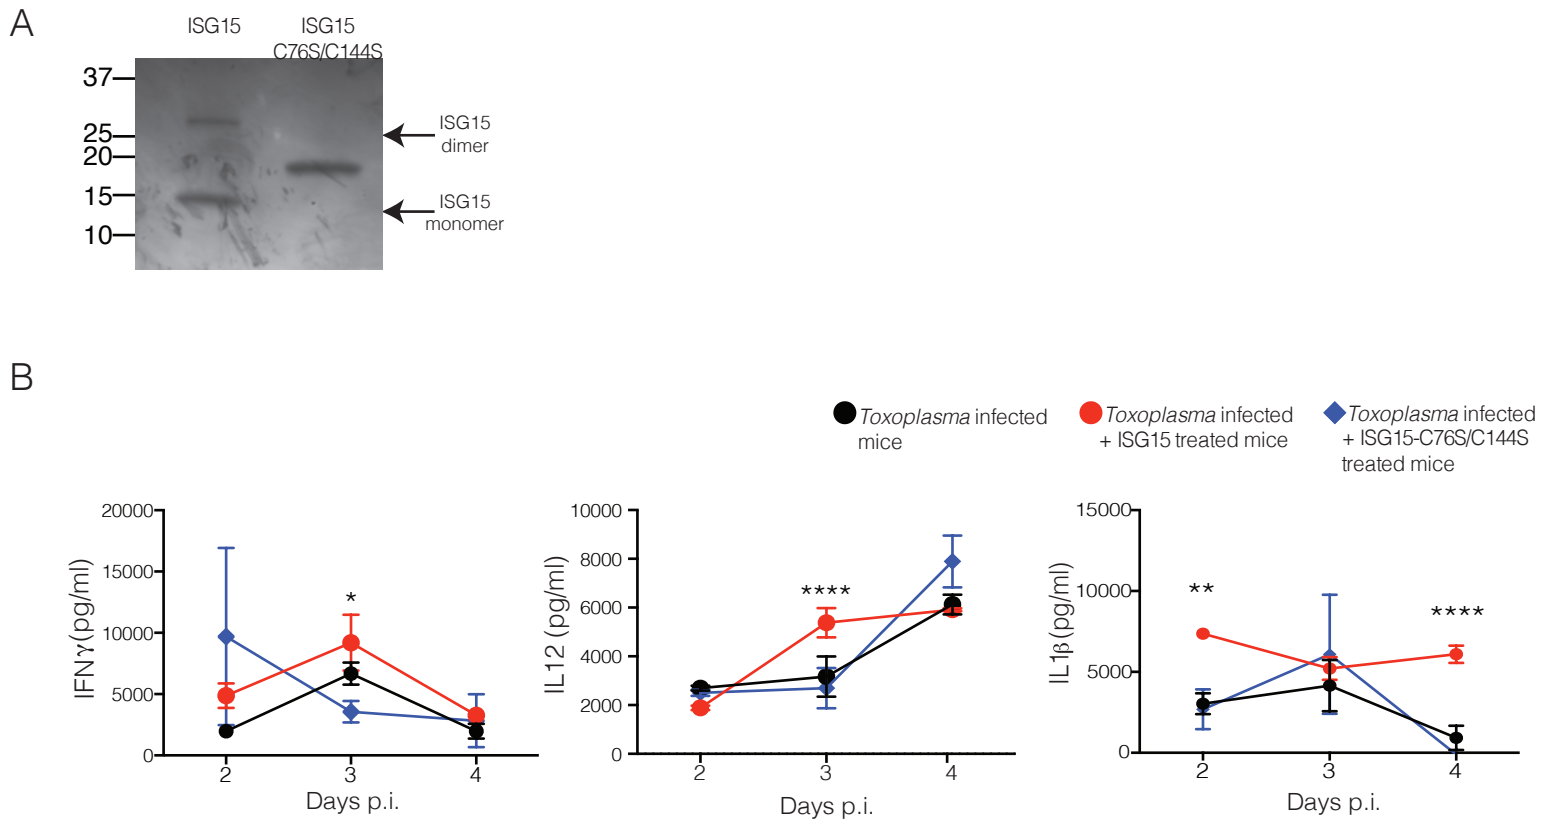 A
ISG15
ISG15
C76S/C144S
37
25
20
15
10
ISG15
dimer
ISG15
monomer
B
Toxoplasma infected
mice
Toxoplasma infected
+ ISG15 treated mice
Toxoplasma infected
+ ISG15-C76S/C144S
treated mice
IFNγ(pg/ml)
20000
15000
10000
5000
0
*
2 3 4
Days p.i.
IL12 (pg/ml)
10000
8000
6000
4000
2000
0
****
2 3 4
Days p.i.
IL1β(pg/ml)
15000
10000
5000
0
**
****
2 3 4
Days p.i.